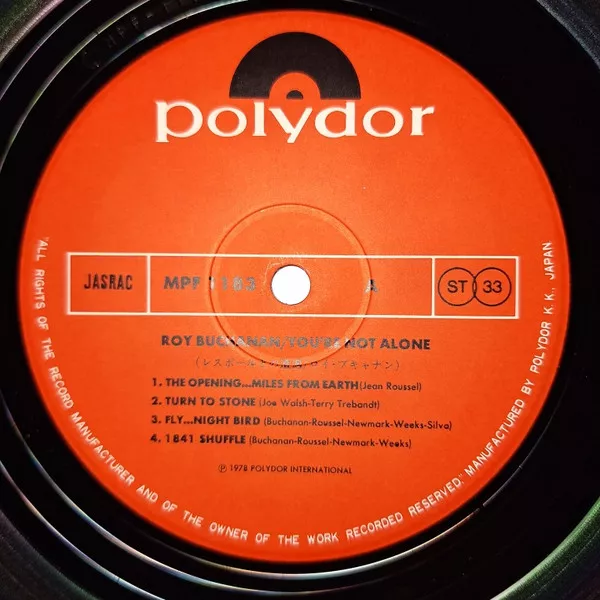 polydor
JASRAC
MPF 1183
A
ST 33
ROY BUCHANAN, YOU'RE NOT ALONE
1. THE OPENING...MILES FROM EARTH(Jean Roussel)
2. TURN TO STONE (Joe Walsh-Terry Trebandt)
3. FLY...NIGHT BIRD (Buchanan-Roussel-Newmark-Weeks-Silva)
4. 1841 SHUFFLE (Buchanan-Roussel-Newmark-Weeks)
Ⓟ 1978 POLYDOR INTERNATIONAL
"ALL RIGHTS OF THE RECORD MANUFACTURER AND OF THE OWNER OF THE WORK RECORDED RESERVED." MANUFACTURED BY POLYDOR K.K., JAPAN.